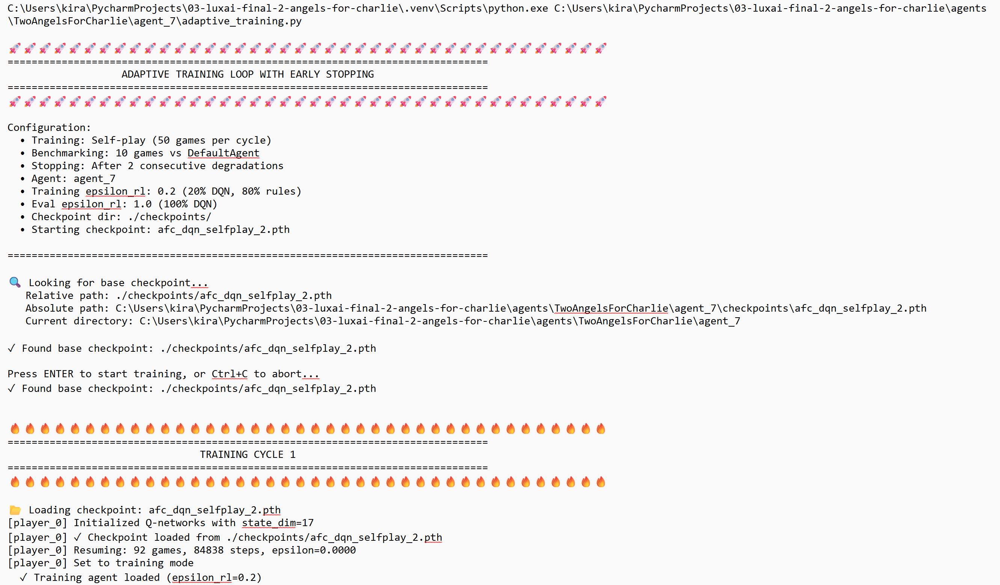 C:\Users\kira\PycharmProjects\03-luxai-final-2-angels-for-charlie\.venv\Scripts\python.exe C:\Users\kira\PycharmProjects\03-luxai-final-2-angels-for-charlie\agents
\TwoAngelsForCharlie\agent_7\adaptive_training.py
🚀🚀🚀🚀🚀🚀🚀🚀🚀🚀🚀🚀🚀🚀🚀🚀🚀🚀🚀🚀🚀🚀🚀🚀🚀🚀🚀🚀🚀🚀🚀🚀🚀🚀🚀🚀🚀🚀🚀🚀
================================================================================
ADAPTIVE TRAINING LOOP WITH EARLY STOPPING
================================================================================
🚀🚀🚀🚀🚀🚀🚀🚀🚀🚀🚀🚀🚀🚀🚀🚀🚀🚀🚀🚀🚀🚀🚀🚀🚀🚀🚀🚀🚀🚀🚀🚀🚀🚀🚀🚀🚀🚀🚀🚀
Configuration:
• Training: Self-play (50 games per cycle)
• Benchmarking: 10 games vs DefaultAgent
• Stopping: After 2 consecutive degradations
• Agent: agent_7
• Training epsilon_rl: 0.2 (20% DQN, 80% rules)
• Eval epsilon_rl: 1.0 (100% DQN)
• Checkpoint dir: ./checkpoints/
• Starting checkpoint: afc_dqn_selfplay_2.pth
================================================================================
🔍 Looking for base checkpoint...
Relative path: ./checkpoints/afc_dqn_selfplay_2.pth
Absolute path: C:\Users\kira\PycharmProjects\03-luxai-final-2-angels-for-charlie\agents\TwoAngelsForCharlie\agent_7\checkpoints\afc_dqn_selfplay_2.pth
Current directory: C:\Users\kira\PycharmProjects\03-luxai-final-2-angels-for-charlie\agents\TwoAngelsForCharlie\agent_7
✓ Found base checkpoint: ./checkpoints/afc_dqn_selfplay_2.pth
Press ENTER to start training, or Ctrl+C to abort...
✓ Found base checkpoint: ./checkpoints/afc_dqn_selfplay_2.pth
🔥🔥🔥🔥🔥🔥🔥🔥🔥🔥🔥🔥🔥🔥🔥🔥🔥🔥🔥🔥🔥🔥🔥🔥🔥🔥🔥🔥🔥🔥🔥🔥🔥🔥🔥🔥🔥🔥🔥🔥
================================================================================
TRAINING CYCLE 1
================================================================================
🔥🔥🔥🔥🔥🔥🔥🔥🔥🔥🔥🔥🔥🔥🔥🔥🔥🔥🔥🔥🔥🔥🔥🔥🔥🔥🔥🔥🔥🔥🔥🔥🔥🔥🔥🔥🔥🔥🔥🔥
📂 Loading checkpoint: afc_dqn_selfplay_2.pth
[player_0] Initialized Q-networks with state_dim=17
[player_0] ✓ Checkpoint loaded from ./checkpoints/afc_dqn_selfplay_2.pth
[player_0] Resuming: 92 games, 84838 steps, epsilon=0.0000
[player_0] Set to training mode
✓ Training agent loaded (epsilon_rl=0.2)